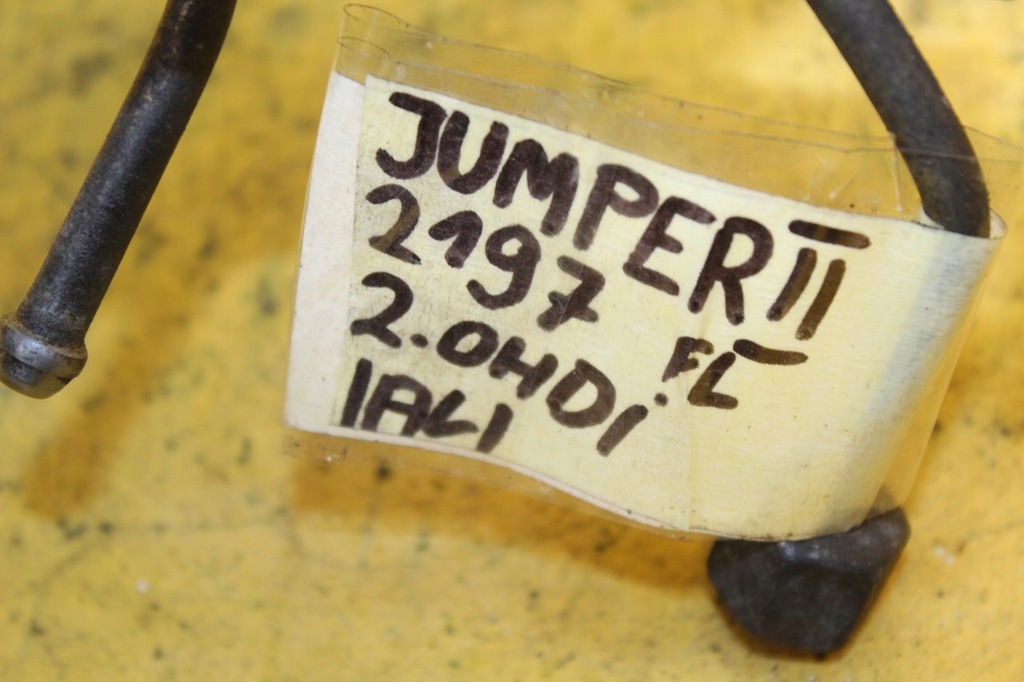 JUMPER II
2197 FL
2.0HDI.
IALI